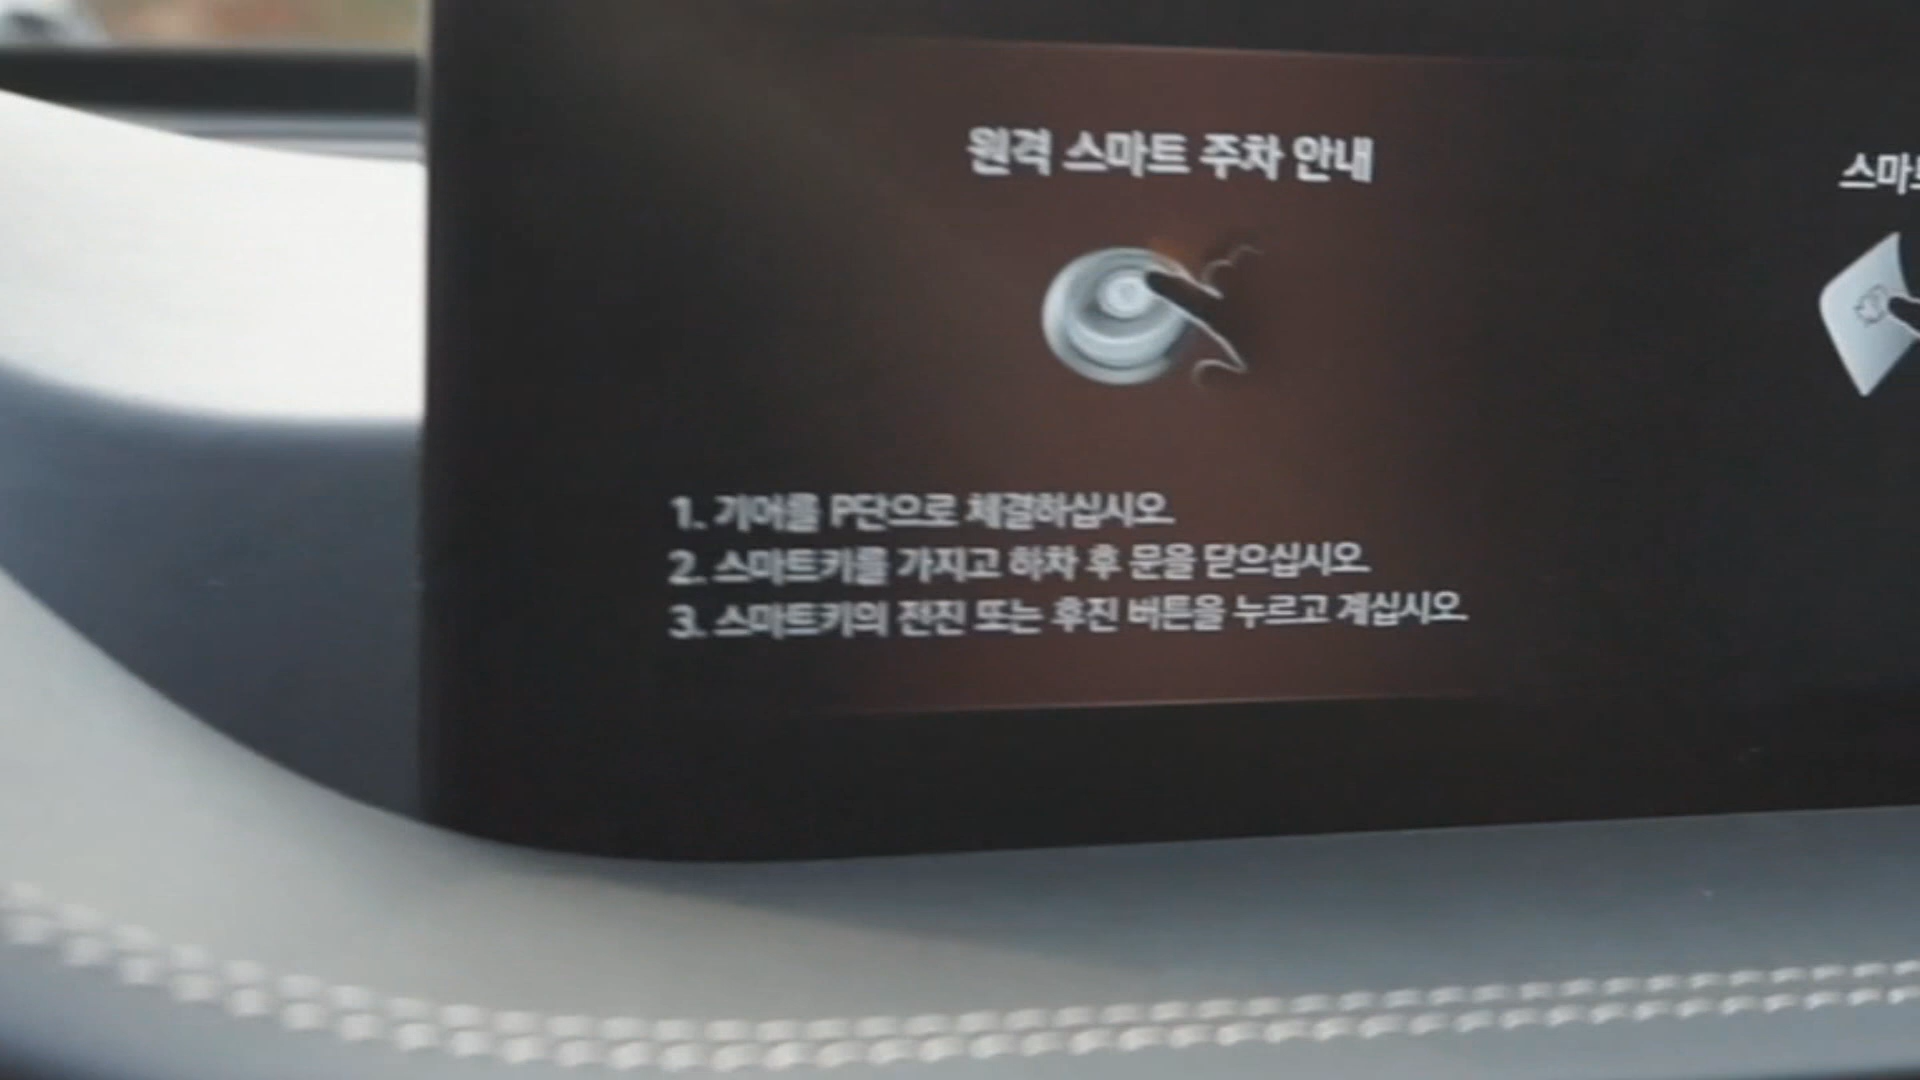 원격 스마트 주차 안내
스마트
1. 기어를 P단으로 체결하십시오.
2. 스마트키를 가지고 하차 후 문을 닫으십시오.
3. 스마트키의 전진 또는 후진 버튼을 누르고 계십시오.